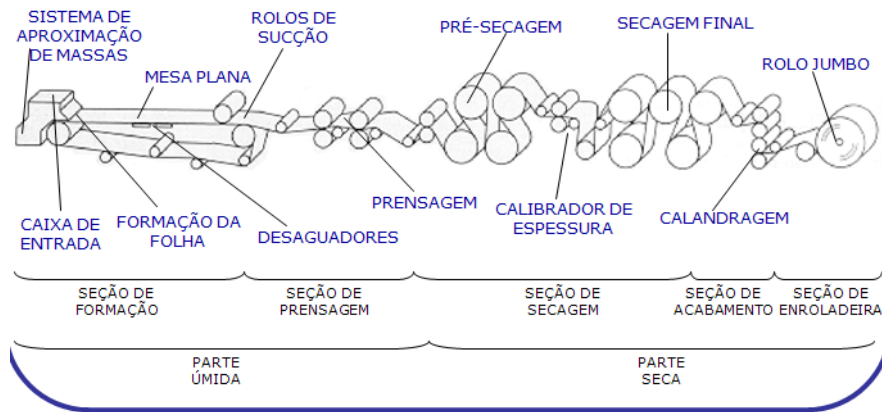 SISTEMA DE
APROXIMAÇÃO
DE MASSAS
MESA PLANA
ROLOS DE
SUCÇÃO
PRÉ-SECAGEM
SECAGEM FINAL
ROLO JUMBO
CAIXA DE
ENTRADA
FORMAÇÃO DA
FOLHA
DESAGUADORES
PRENSAGEM
CALIBRADOR DE
ESPESSURA
CALANDRAGEM
SEÇÃO DE
FORMAÇÃO
SEÇÃO DE
PRENSAGEM
SEÇÃO DE
SECAGEM
SEÇÃO DE
ACABAMENTO
SEÇÃO DE
ENROLADEIRA
PARTE
ÚMIDA
PARTE
SECA